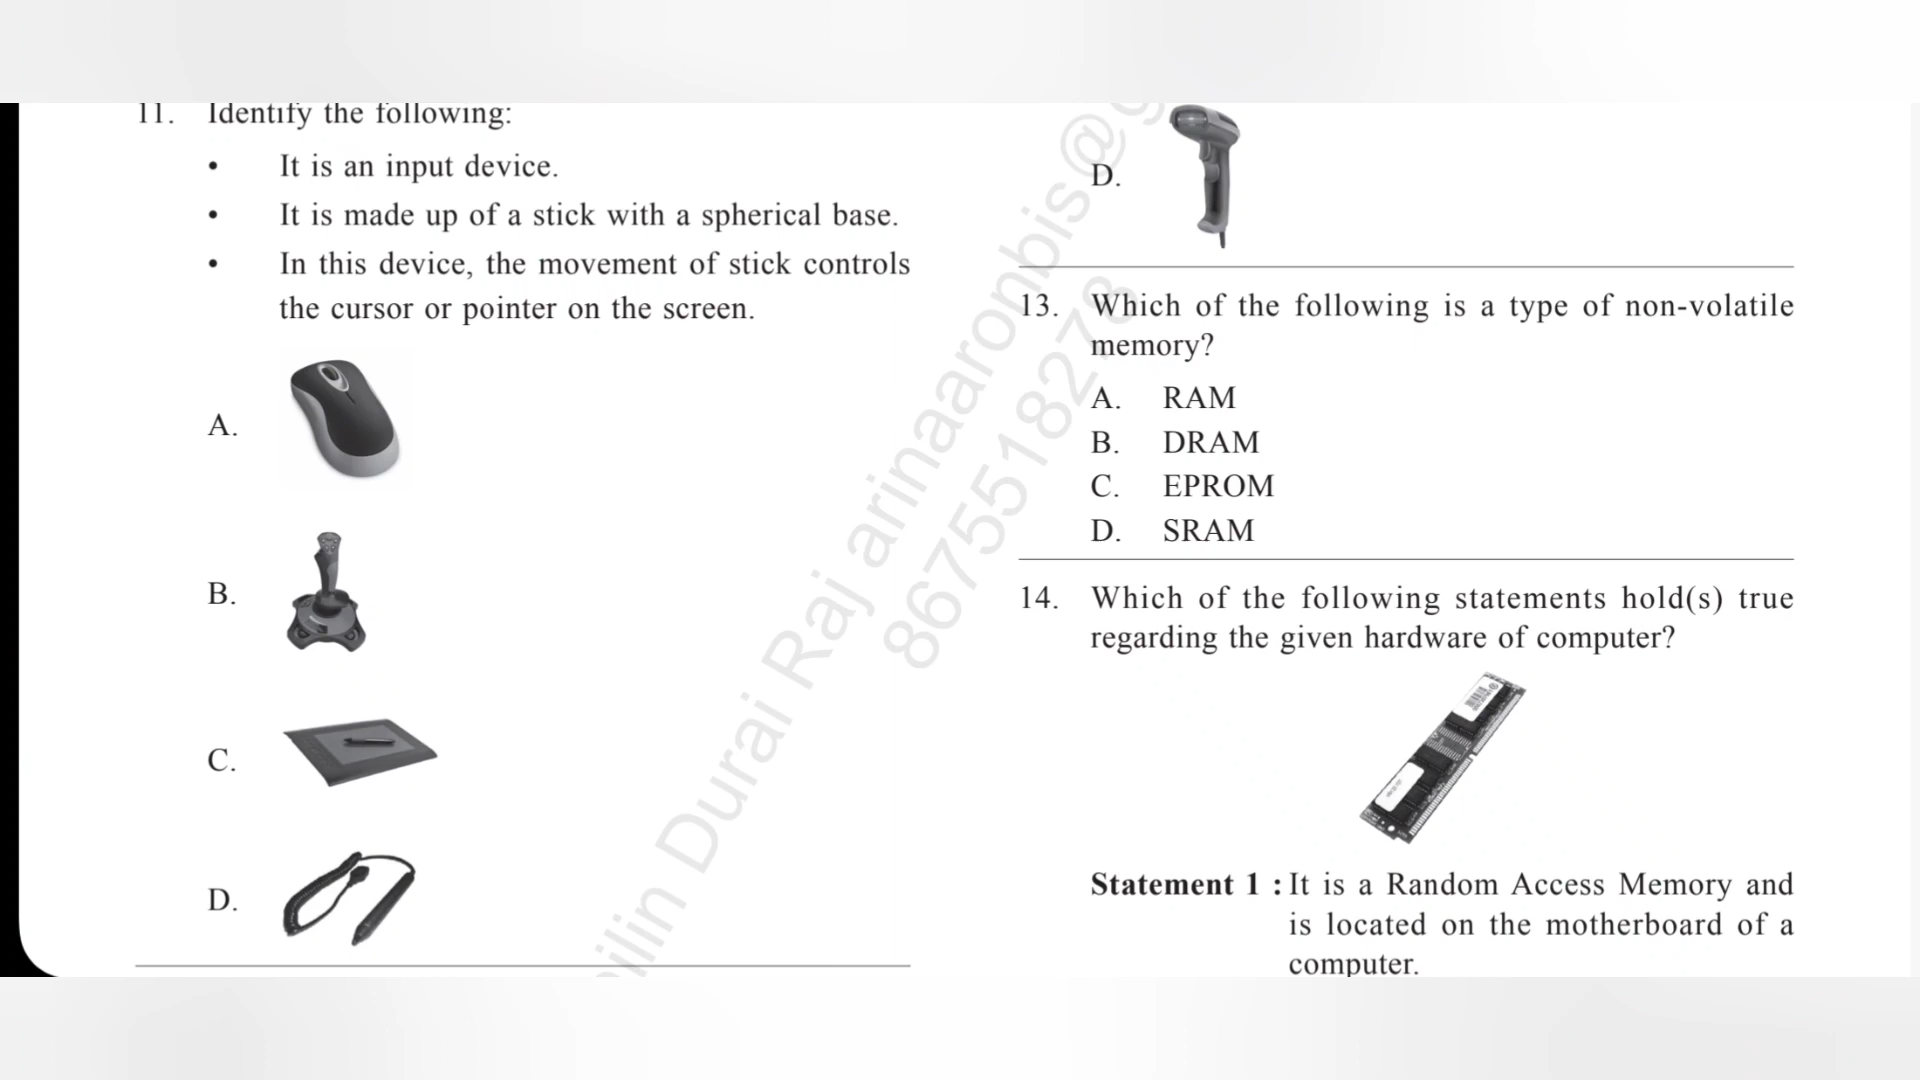 11. Identify the following:
• It is an input device.
• It is made up of a stick with a spherical base.
• In this device, the movement of stick controls
the cursor or pointer on the screen.
A.
B.
C.
D.
D.
13. Which of the following is a type of non-volatile
memory?
A. RAM
B. DRAM
C. EPROM
D. SRAM
14. Which of the following statements hold(s) true
regarding the given hardware of computer?
Statement 1 : It is a Random Access Memory and
is located on the motherboard of a
computer.
Durai Raj arinaaronbis@g
8675518278